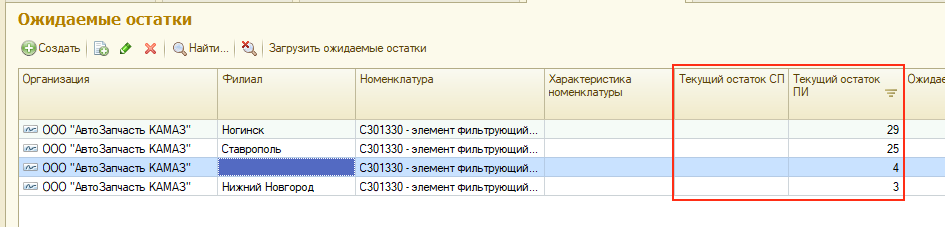 Ожидаемые остатки
Создать Найти... Загрузить ожидаемые остатки
Организация Филиал Номенклатура Характеристика номенклатуры Текущий остаток СП Текущий остаток ПИ Ожидае
ООО "АвтоЗапчасть КАМАЗ" Ногинск С301330 - элемент фильтрующий... 29
ООО "АвтоЗапчасть КАМАЗ" Ставрополь С301330 - элемент фильтрующий... 25
ООО "АвтоЗапчасть КАМАЗ" С301330 - элемент фильтрующий... 4
ООО "АвтоЗапчасть КАМАЗ" Нижний Новгород С301330 - элемент фильтрующий... 3